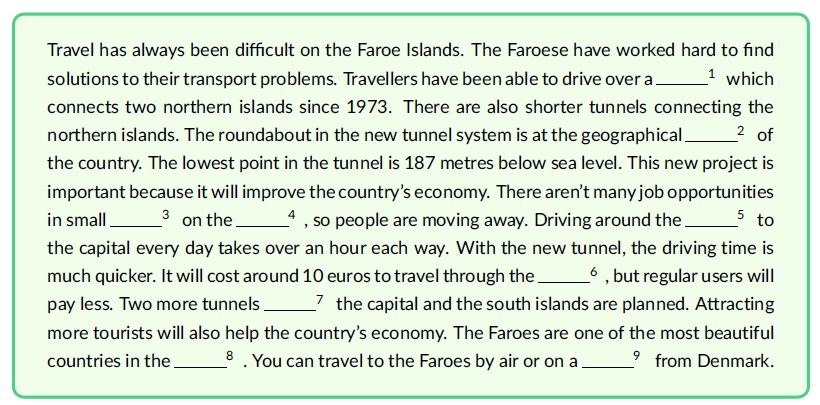 Travel has always been difficult on the Faroe Islands. The Faroese have worked hard to find
solutions to their transport problems. Travellers have been able to drive over a ______1 which
connects two northern islands since 1973. There are also shorter tunnels connecting the
northern islands. The roundabout in the new tunnel system is at the geographical ______2 of
the country. The lowest point in the tunnel is 187 metres below sea level. This new project is
important because it will improve the country's economy. There aren't many job opportunities
in small ______3 on the ______4 , so people are moving away. Driving around the ______5 to
the capital every day takes over an hour each way. With the new tunnel, the driving time is
much quicker. It will cost around 10 euros to travel through the ______6 , but regular users will
pay less. Two more tunnels ______7 the capital and the south islands are planned. Attracting
more tourists will also help the country's economy. The Faroes are one of the most beautiful
countries in the ______8 . You can travel to the Faroes by air or on a ______9 from Denmark.